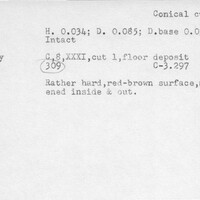 Conical
H. 0.034; D. 0.085; D.base 0.0
Intact
y C,8,XXXI,cut 1,floor deposit
309 C-3.297
Rather hard,red-brown surface,
ened inside & out.